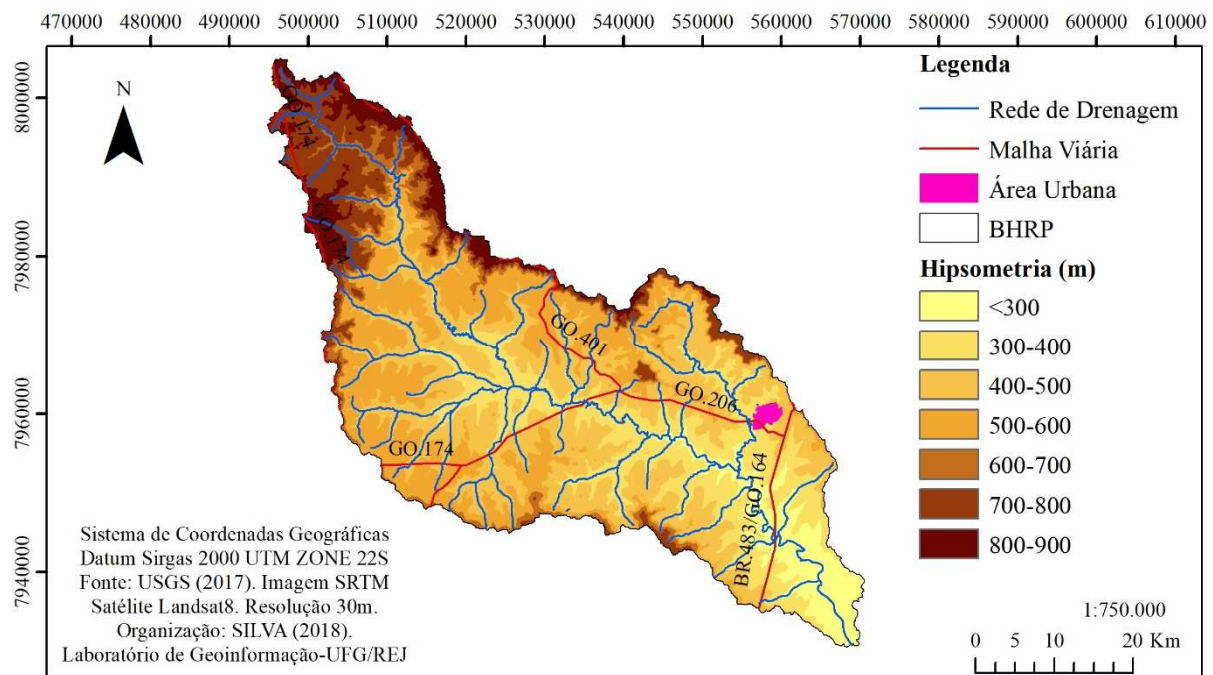 470000 480000 490000 500000 510000 520000 530000 540000 550000 560000 570000 580000 590000 600000 610000
8000000
7980000
7960000
7940000
N
GO.174
GO.174
GO.401
GO.206
GO.174
BR.483/GO.164
Legenda
Rede de Drenagem
Malha Viária
Área Urbana
BHRP
Hipsometria (m)
<300
300-400
400-500
500-600
600-700
700-800
800-900
1:750.000
0 5 10 20 Km
Sistema de Coordenadas Geográficas
Datum Sirgas 2000 UTM ZONE 22S
Fonte: USGS (2017). Imagem SRTM
Satélite Landsat8. Resolução 30m.
Organização: SILVA (2018).
Laboratório de Geoinformação-UFG/REJ